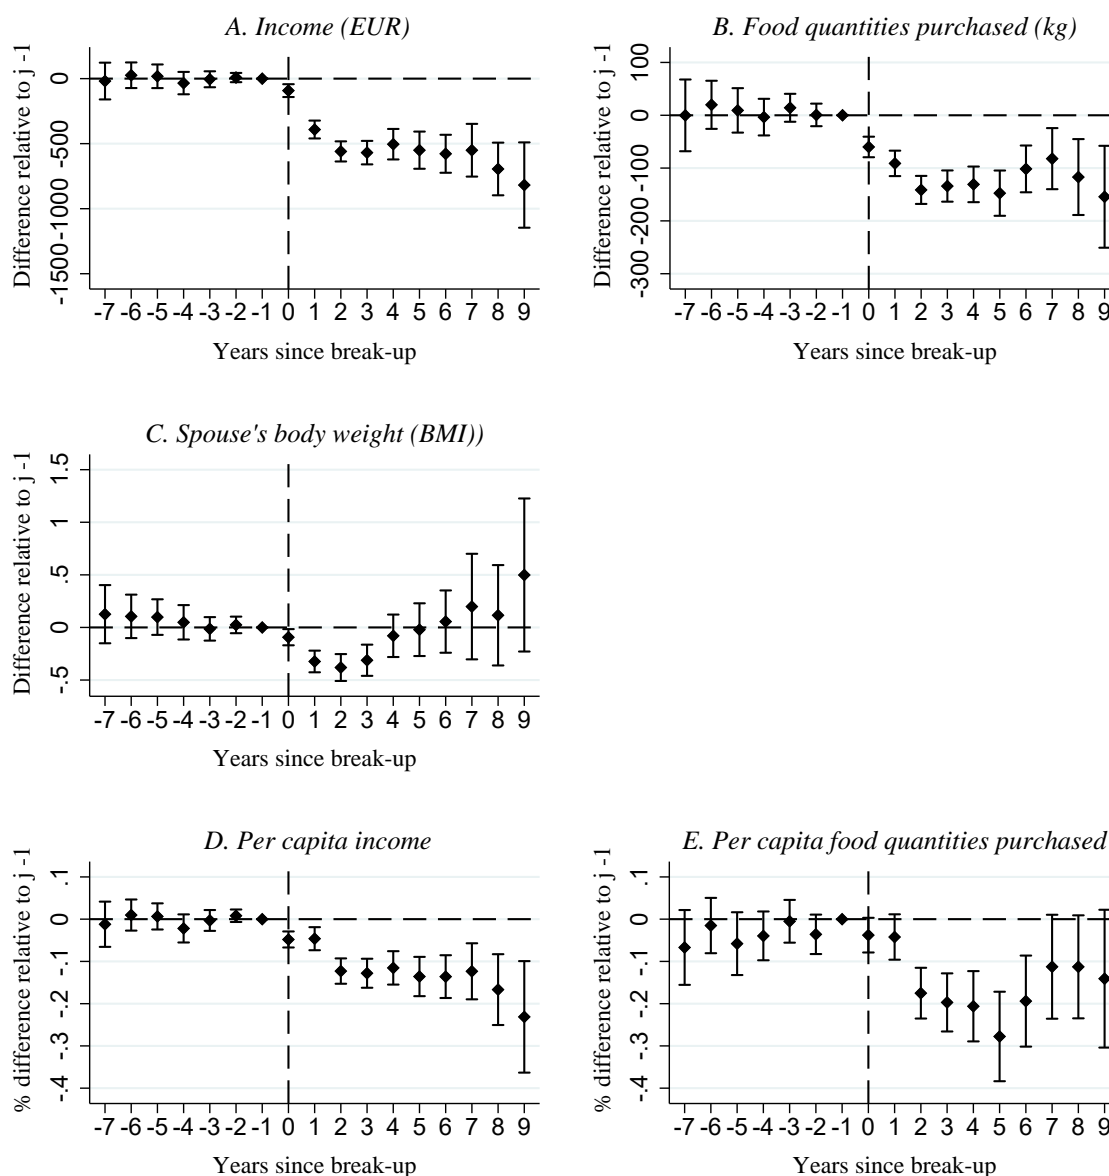 A. Income (EUR)
Difference relative to j -1
0
-500
-1000
-1500
-7 -6 -5 -4 -3 -2 -1 0 1 2 3 4 5 6 7 8 9
Years since break-up
B. Food quantities purchased (kg)
Difference relative to j -1
100
0
-100
-200
-300
-7 -6 -5 -4 -3 -2 -1 0 1 2 3 4 5 6 7 8 9
Years since break-up
C. Spouse's body weight (BMI))
Difference relative to j -1
1.5
1
.5
0
-.5
-7 -6 -5 -4 -3 -2 -1 0 1 2 3 4 5 6 7 8 9
Years since break-up
D. Per capita income
% difference relative to j -1
.1
0
-.1
-.2
-.3
-.4
-7 -6 -5 -4 -3 -2 -1 0 1 2 3 4 5 6 7 8 9
Years since break-up
E. Per capita food quantities purchased
% difference relative to j -1
.1
0
-.1
-.2
-.3
-.4
-7 -6 -5 -4 -3 -2 -1 0 1 2 3 4 5 6 7 8 9
Years since break-up